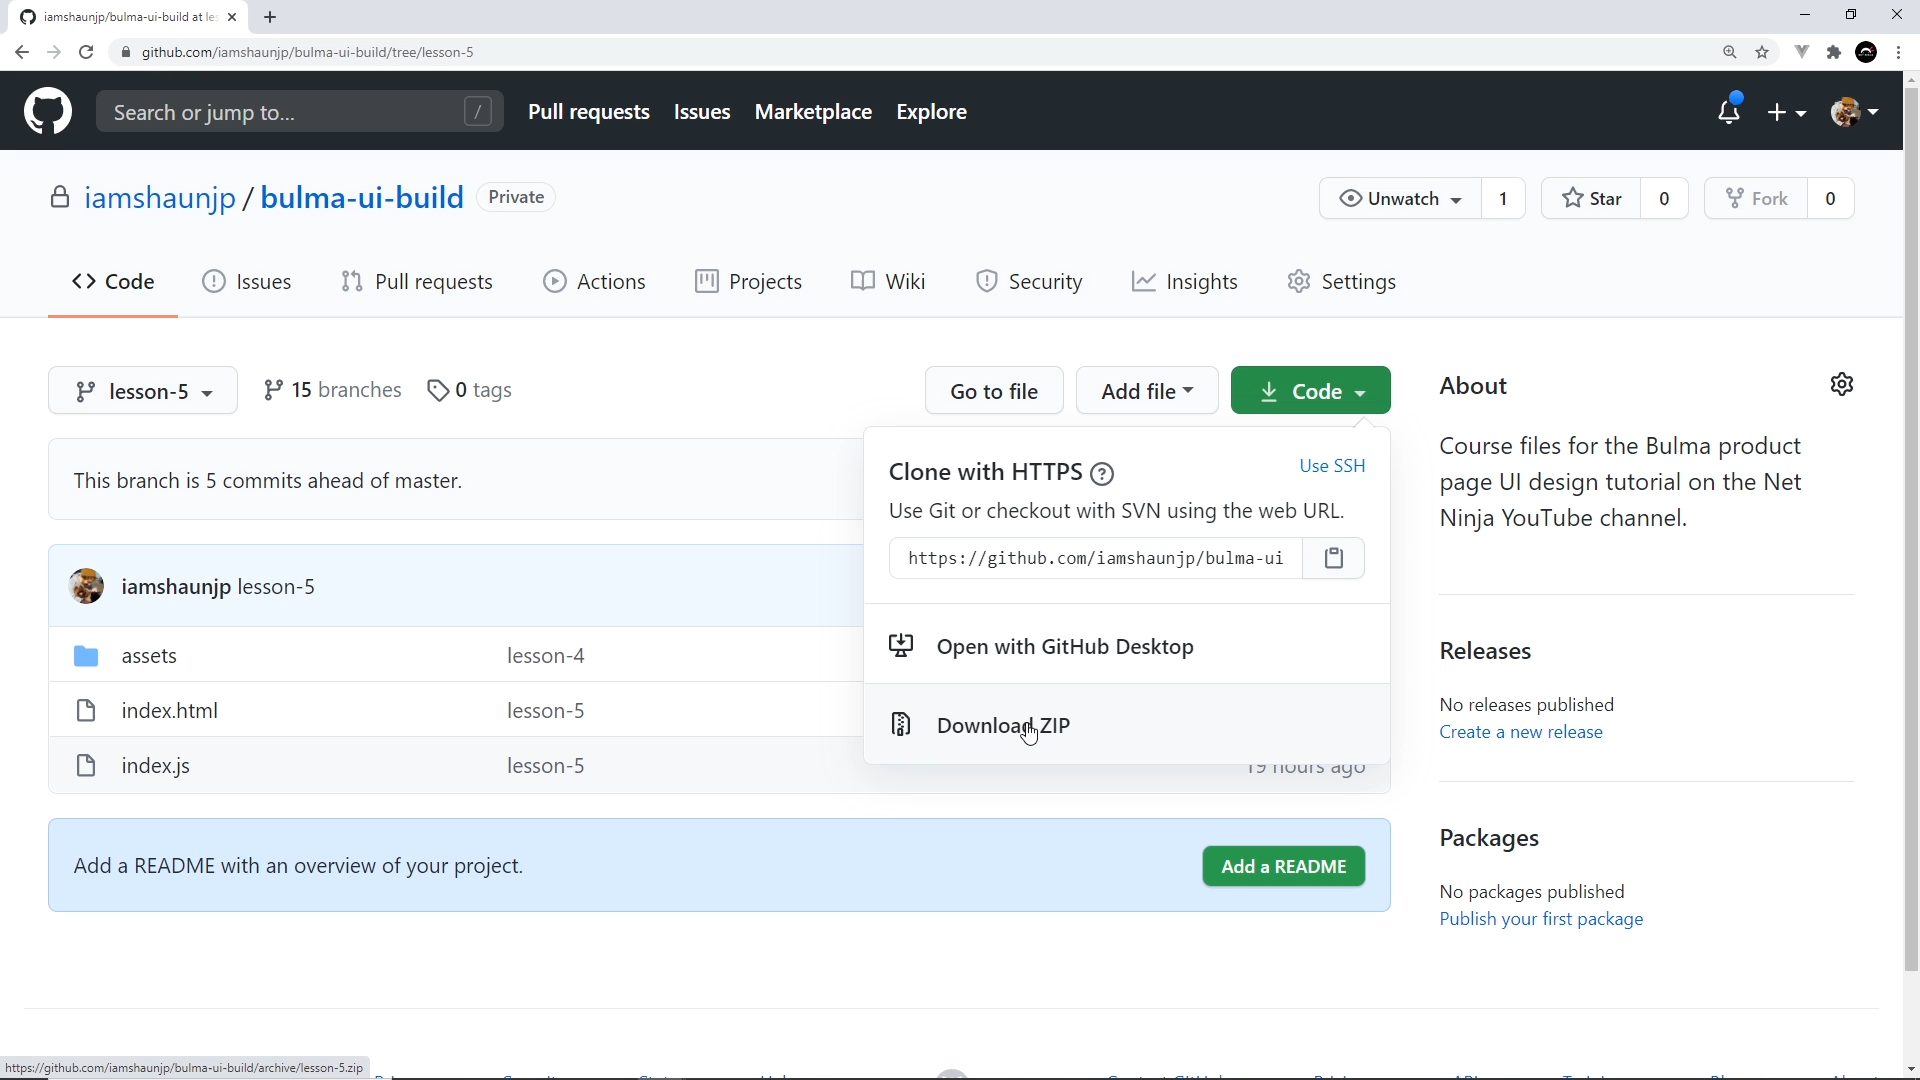 iamshaunjp/bulma-ui-build at les
github.com/iamshaunjp/bulma-ui-build/tree/lesson-5
Search or jump to... /
Pull requests Issues Marketplace Explore
iamshaunjp / bulma-ui-build Private
Unwatch 1 Star 0 Fork 0
Code Issues Pull requests Actions Projects Wiki Security Insights Settings
lesson-5 15 branches 0 tags
Go to file Add file Code
About
Course files for the Bulma product
page UI design tutorial on the Net
Ninja YouTube channel.
This branch is 5 commits ahead of master.
Clone with HTTPS Use SSH
Use Git or checkout with SVN using the web URL.
https://github.com/iamshaunjp/bulma-ui
Open with GitHub Desktop
Download ZIP
iamshaunjp lesson-5
assets lesson-4
index.html lesson-5
index.js lesson-5 19 hours ago
Releases
No releases published
Create a new release
Add a README with an overview of your project. Add a README
Packages
No packages published
Publish your first package
https://github.com/iamshaunjp/bulma-ui-build/archive/lesson-5.zip